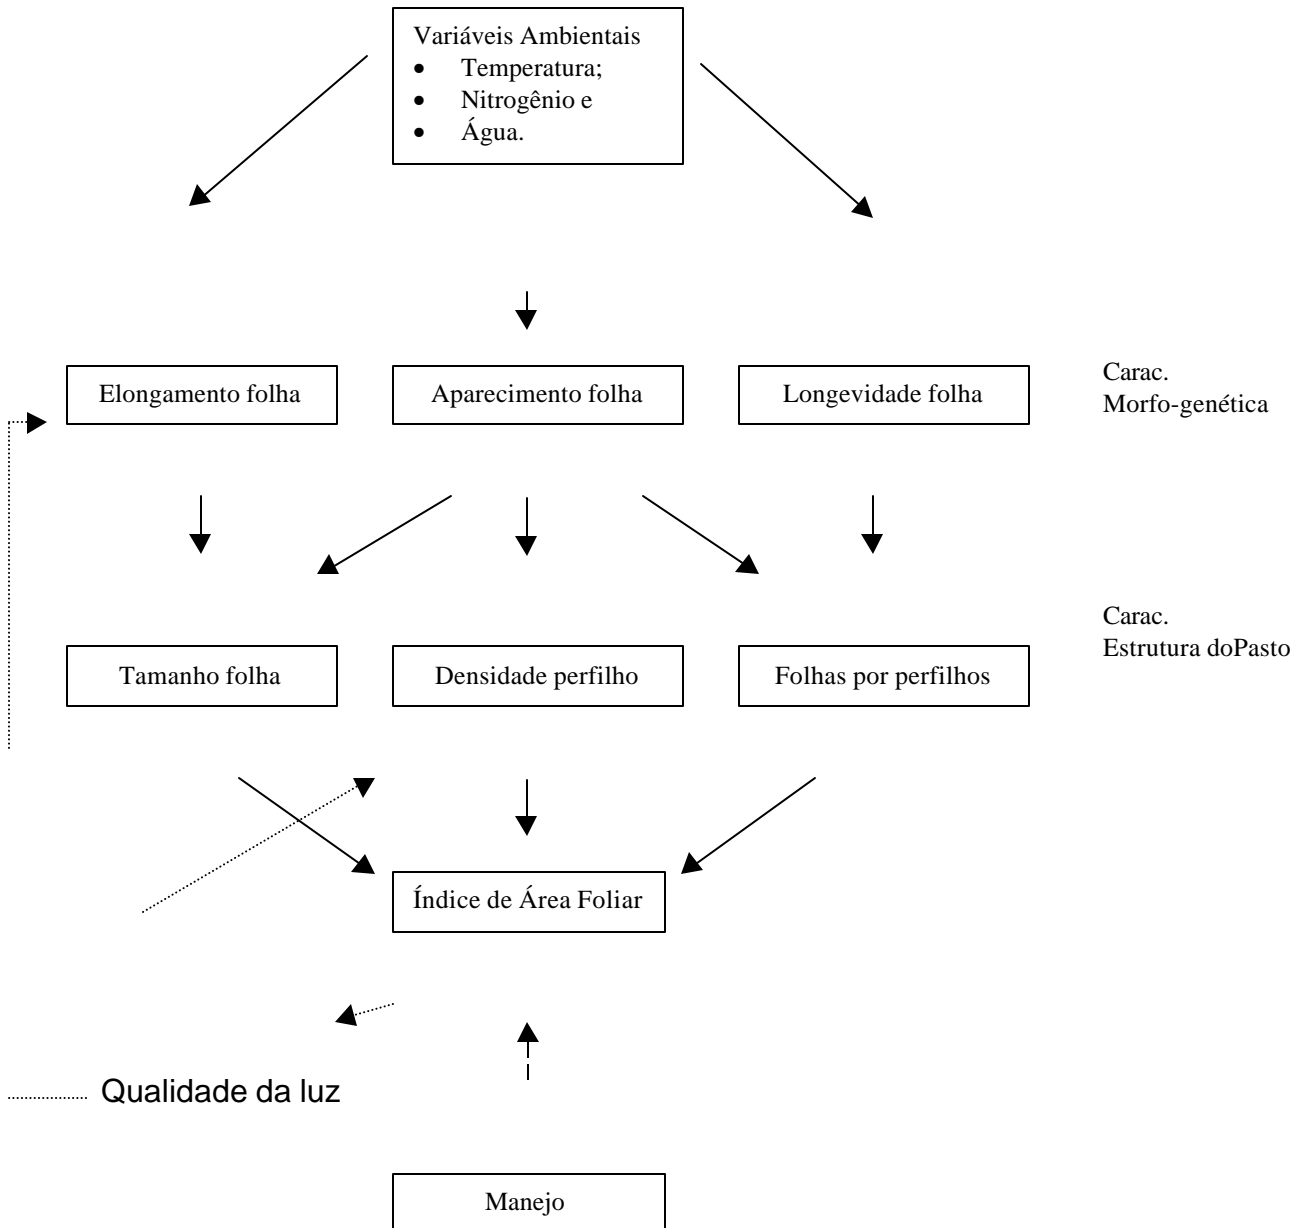 Variáveis Ambientais
• Temperatura;
• Nitrogênio e
• Água.
Elongamento folha
Aparecimento folha
Longevidade folha
Carac.
Morfo-genética
Carac.
Estrutura doPasto
Tamanho folha
Densidade perfilho
Folhas por perfilhos
Índice de Área Foliar
Qualidade da luz
Manejo